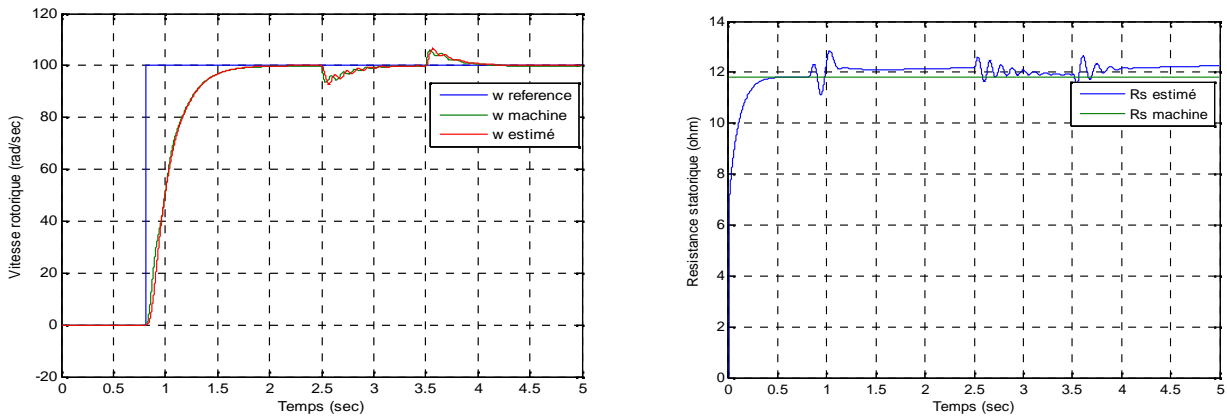 120
100
80
60
40
20
0
-20
Vitesse rotorique (rad/sec)
w reference
w machine
w estimé
0 0.5 1 1.5 2 2.5 3 3.5 4 4.5 5
Temps (sec)
14
12
10
8
6
4
2
0
Resistance statorique (ohm)
Rs estimé
Rs machine
0 0.5 1 1.5 2 2.5 3 3.5 4 4.5 5
Temps (sec)